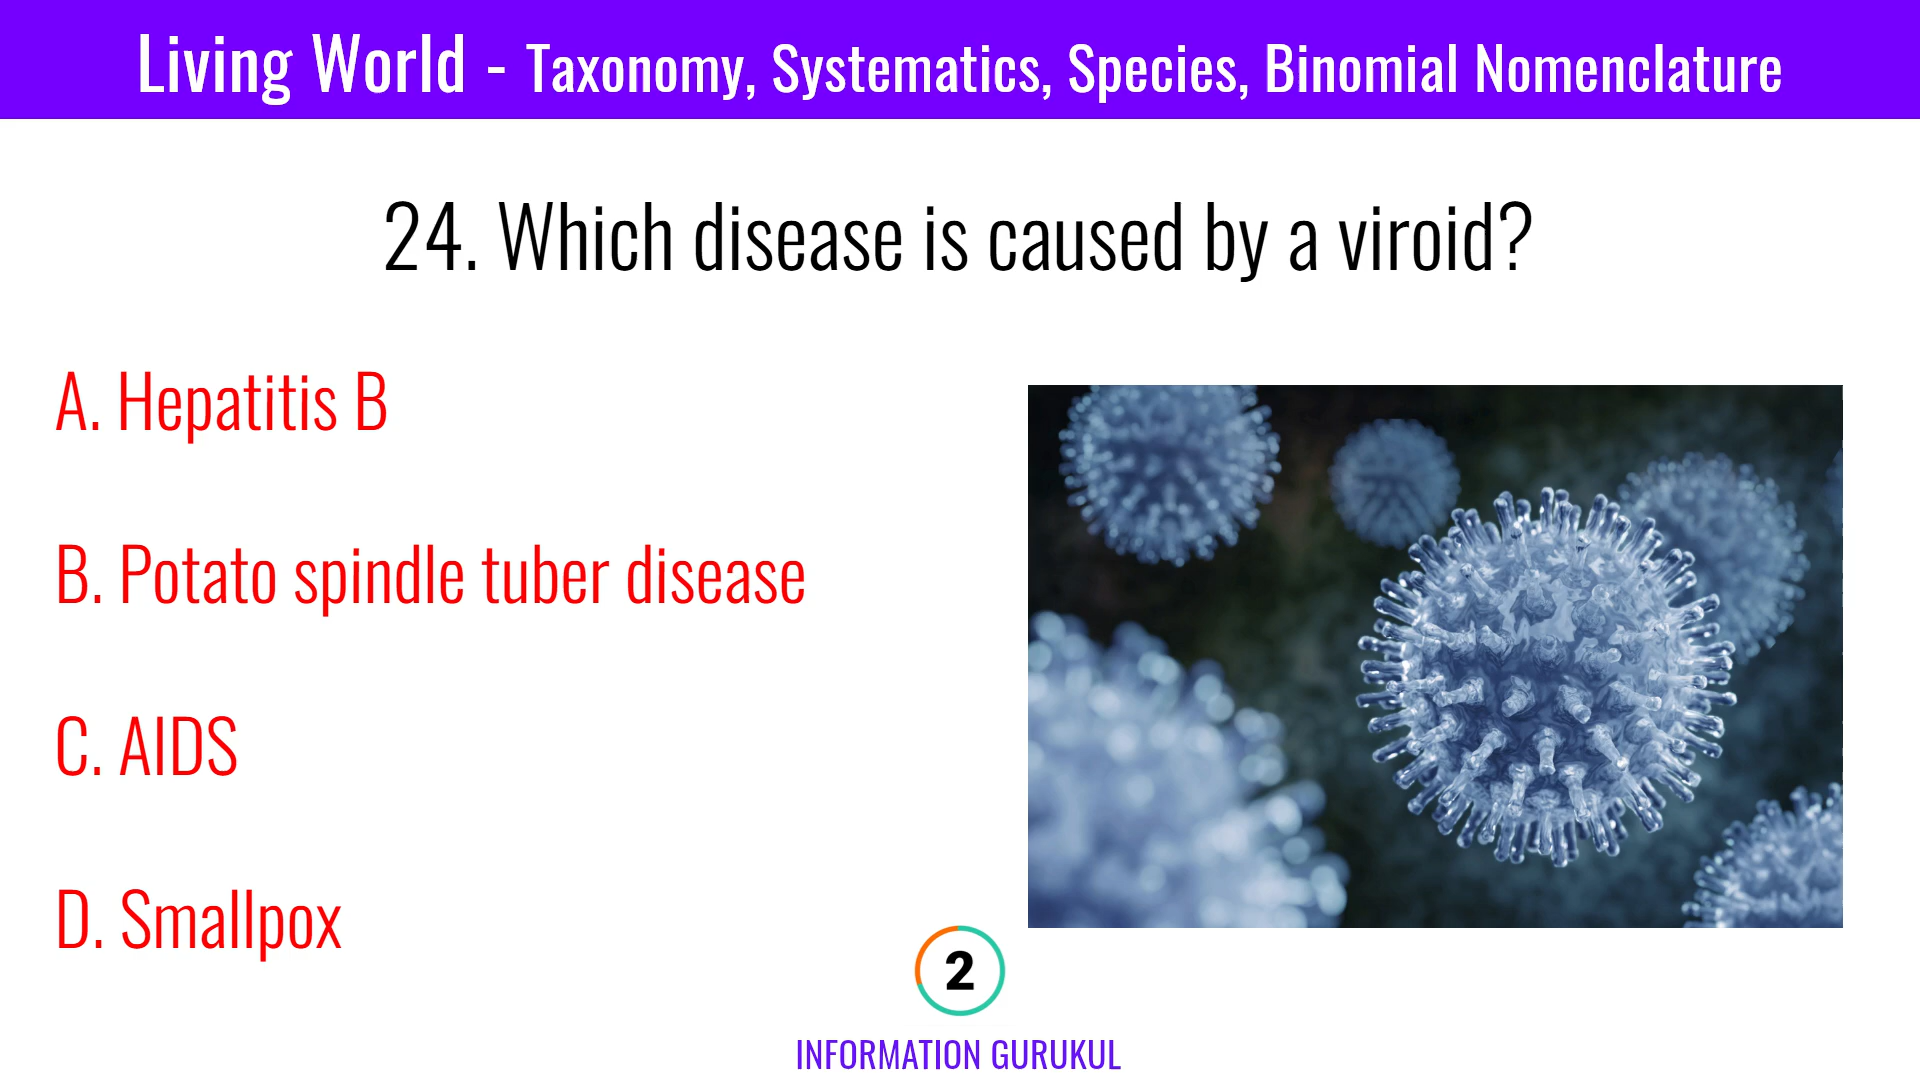 Living World - Taxonomy, Systematics, Species, Binomial Nomenclature
24. Which disease is caused by a viroid?
A. Hepatitis B
B. Potato spindle tuber disease
C. AIDS
D. Smallpox
2
INFORMATION GURUKUL